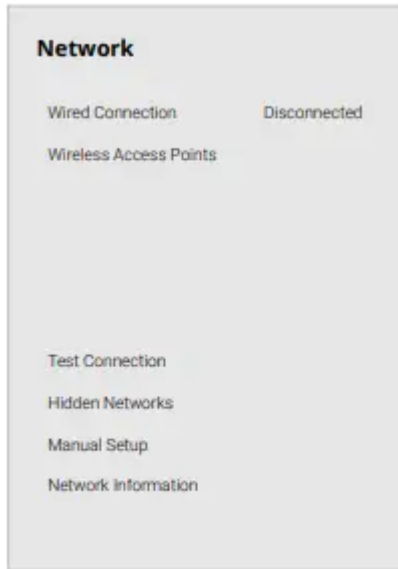 Network
Wired Connection Disconnected
Wireless Access Points
Test Connection
Hidden Networks
Manual Setup
Network Information